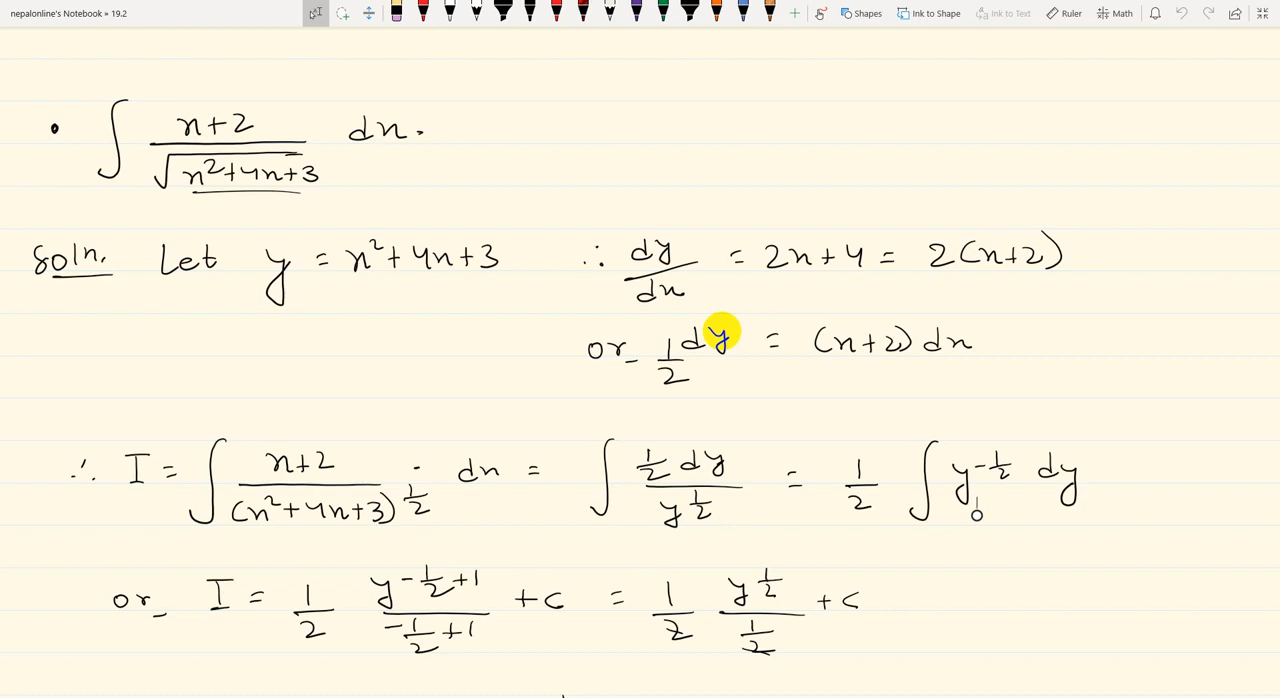 nepalonline's Notebook » 19.2
Shapes Ink to Shape Ink to Text Ruler Math
• ∫ x+2 / √(x²+4x+3) dx.
Soln. Let y = x²+4x+3 ∴ dy/dx = 2x+4 = 2(x+2)
or 1/2 dy = (x+2) dx
∴ I = ∫ x+2 / (x²+4x+3)^1/2 · dx = ∫ 1/2 dy / y^1/2 = 1/2 ∫ y^-1/2 dy
or I = 1/2 y^(-1/2+1) / (-1/2+1) + c = 1/2 y^1/2 / 1/2 + c